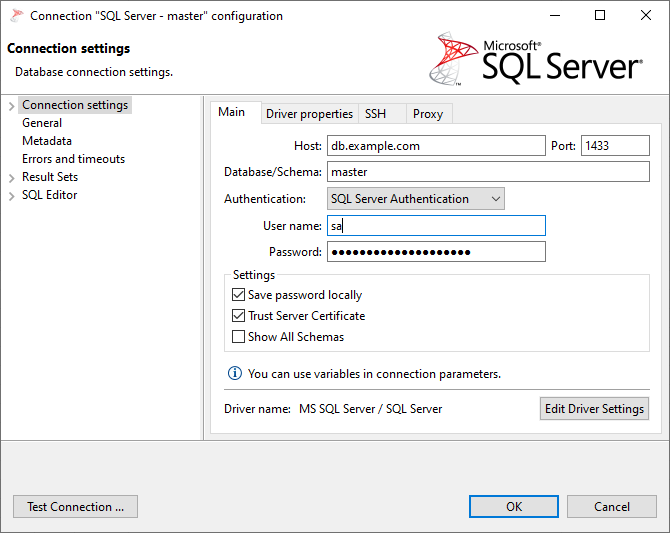 Connection "SQL Server - master" configuration
Connection settings
Database connection settings.
Microsoft®
SQL Server®
Connection settings
General
Metadata
Errors and timeouts
Result Sets
SQL Editor
Main Driver properties SSH Proxy
Host: db.example.com Port: 1433
Database/Schema: master
Authentication: SQL Server Authentication
User name: sa
Password: ●●●●●●●●●●●●●●●●●●●●
Settings
Save password locally
Trust Server Certificate
Show All Schemas
You can use variables in connection parameters.
Driver name: MS SQL Server / SQL Server Edit Driver Settings
Test Connection ... OK Cancel